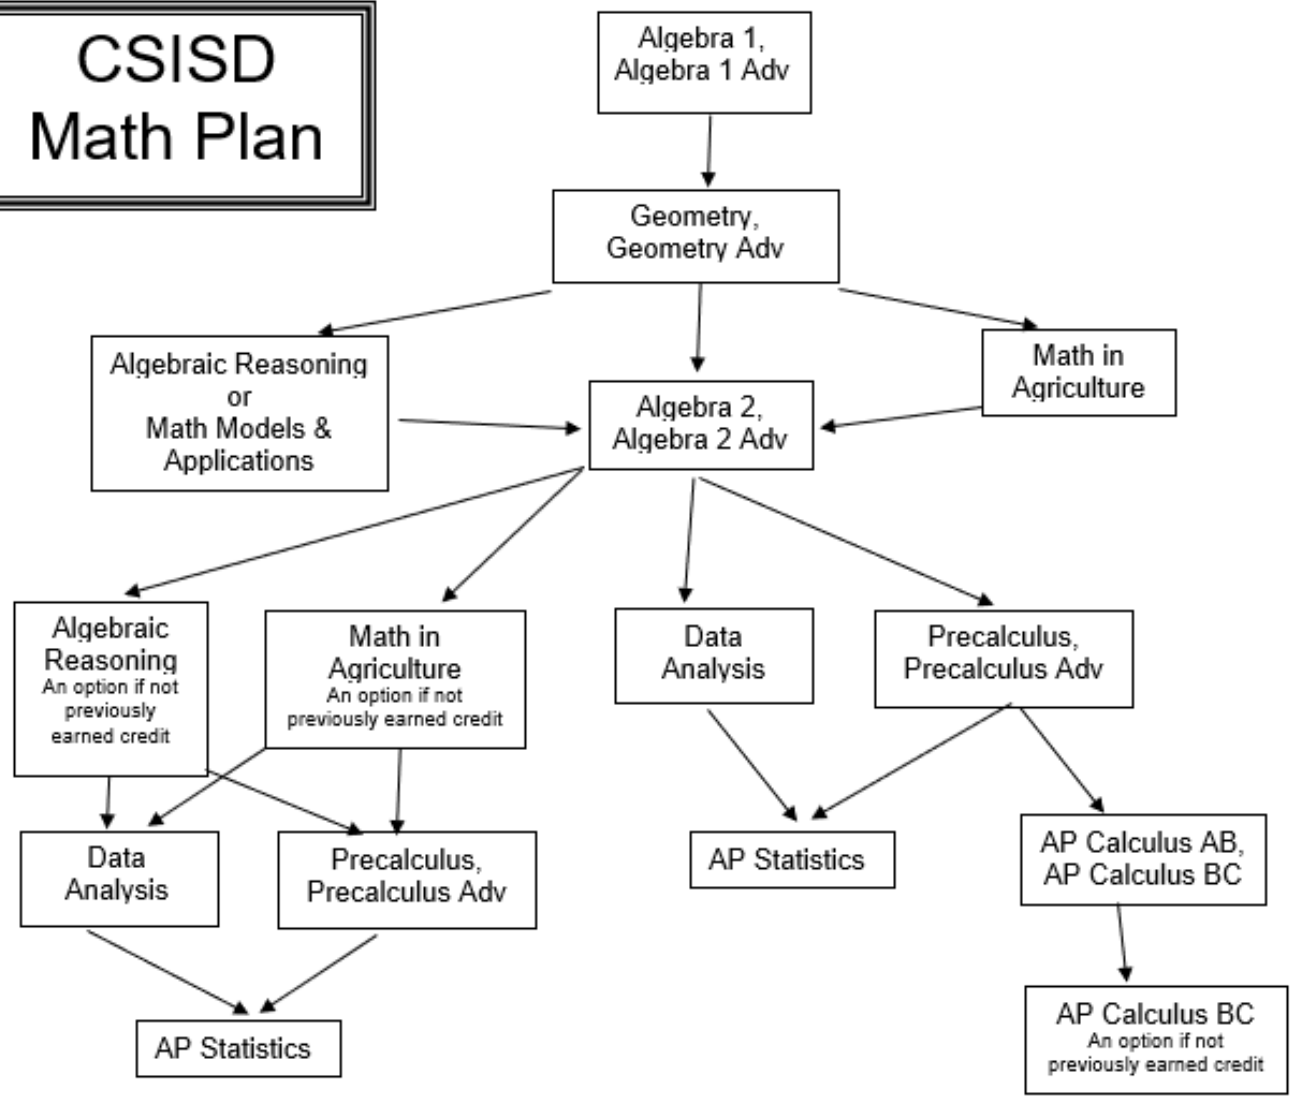 CSISD
Math Plan
Algebra 1,
Algebra 1 Adv
Geometry,
Geometry Adv
Algebraic Reasoning
or
Math Models &
Applications
Algebra 2,
Algebra 2 Adv
Math in
Agriculture
Algebraic
Reasoning
An option if not
previously
earned credit
Math in
Agriculture
An option if not
previously earned credit
Data
Analysis
Precalculus,
Precalculus Adv
Data
Analysis
Precalculus,
Precalculus Adv
AP Statistics
AP Calculus AB,
AP Calculus BC
AP Statistics
AP Calculus BC
An option if not
previously earned credit